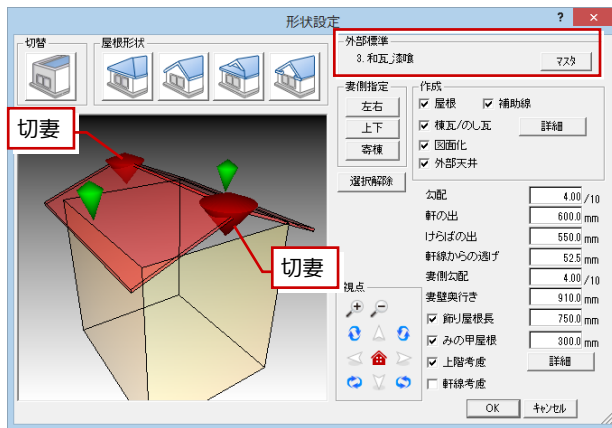 形状設定
? ×
切替
屋根形状
外部標準
3. 和瓦_漆喰
マスタ
妻側指定
左右
上下
寄棟
選択解除
作成
屋根
補助線
棟瓦/のし瓦
詳細
図面化
外部天井
切妻
切妻
勾配 4.00 /10
軒の出 600.0 mm
けらばの出 550.0 mm
軒線からの逃げ 52.5 mm
妻側勾配 4.00 /10
妻壁奥行き 910.0 mm
飾り屋根長 750.0 mm
みの甲屋根 300.0 mm
上階考慮 詳細
軒線考慮
視点
OK キャンセル